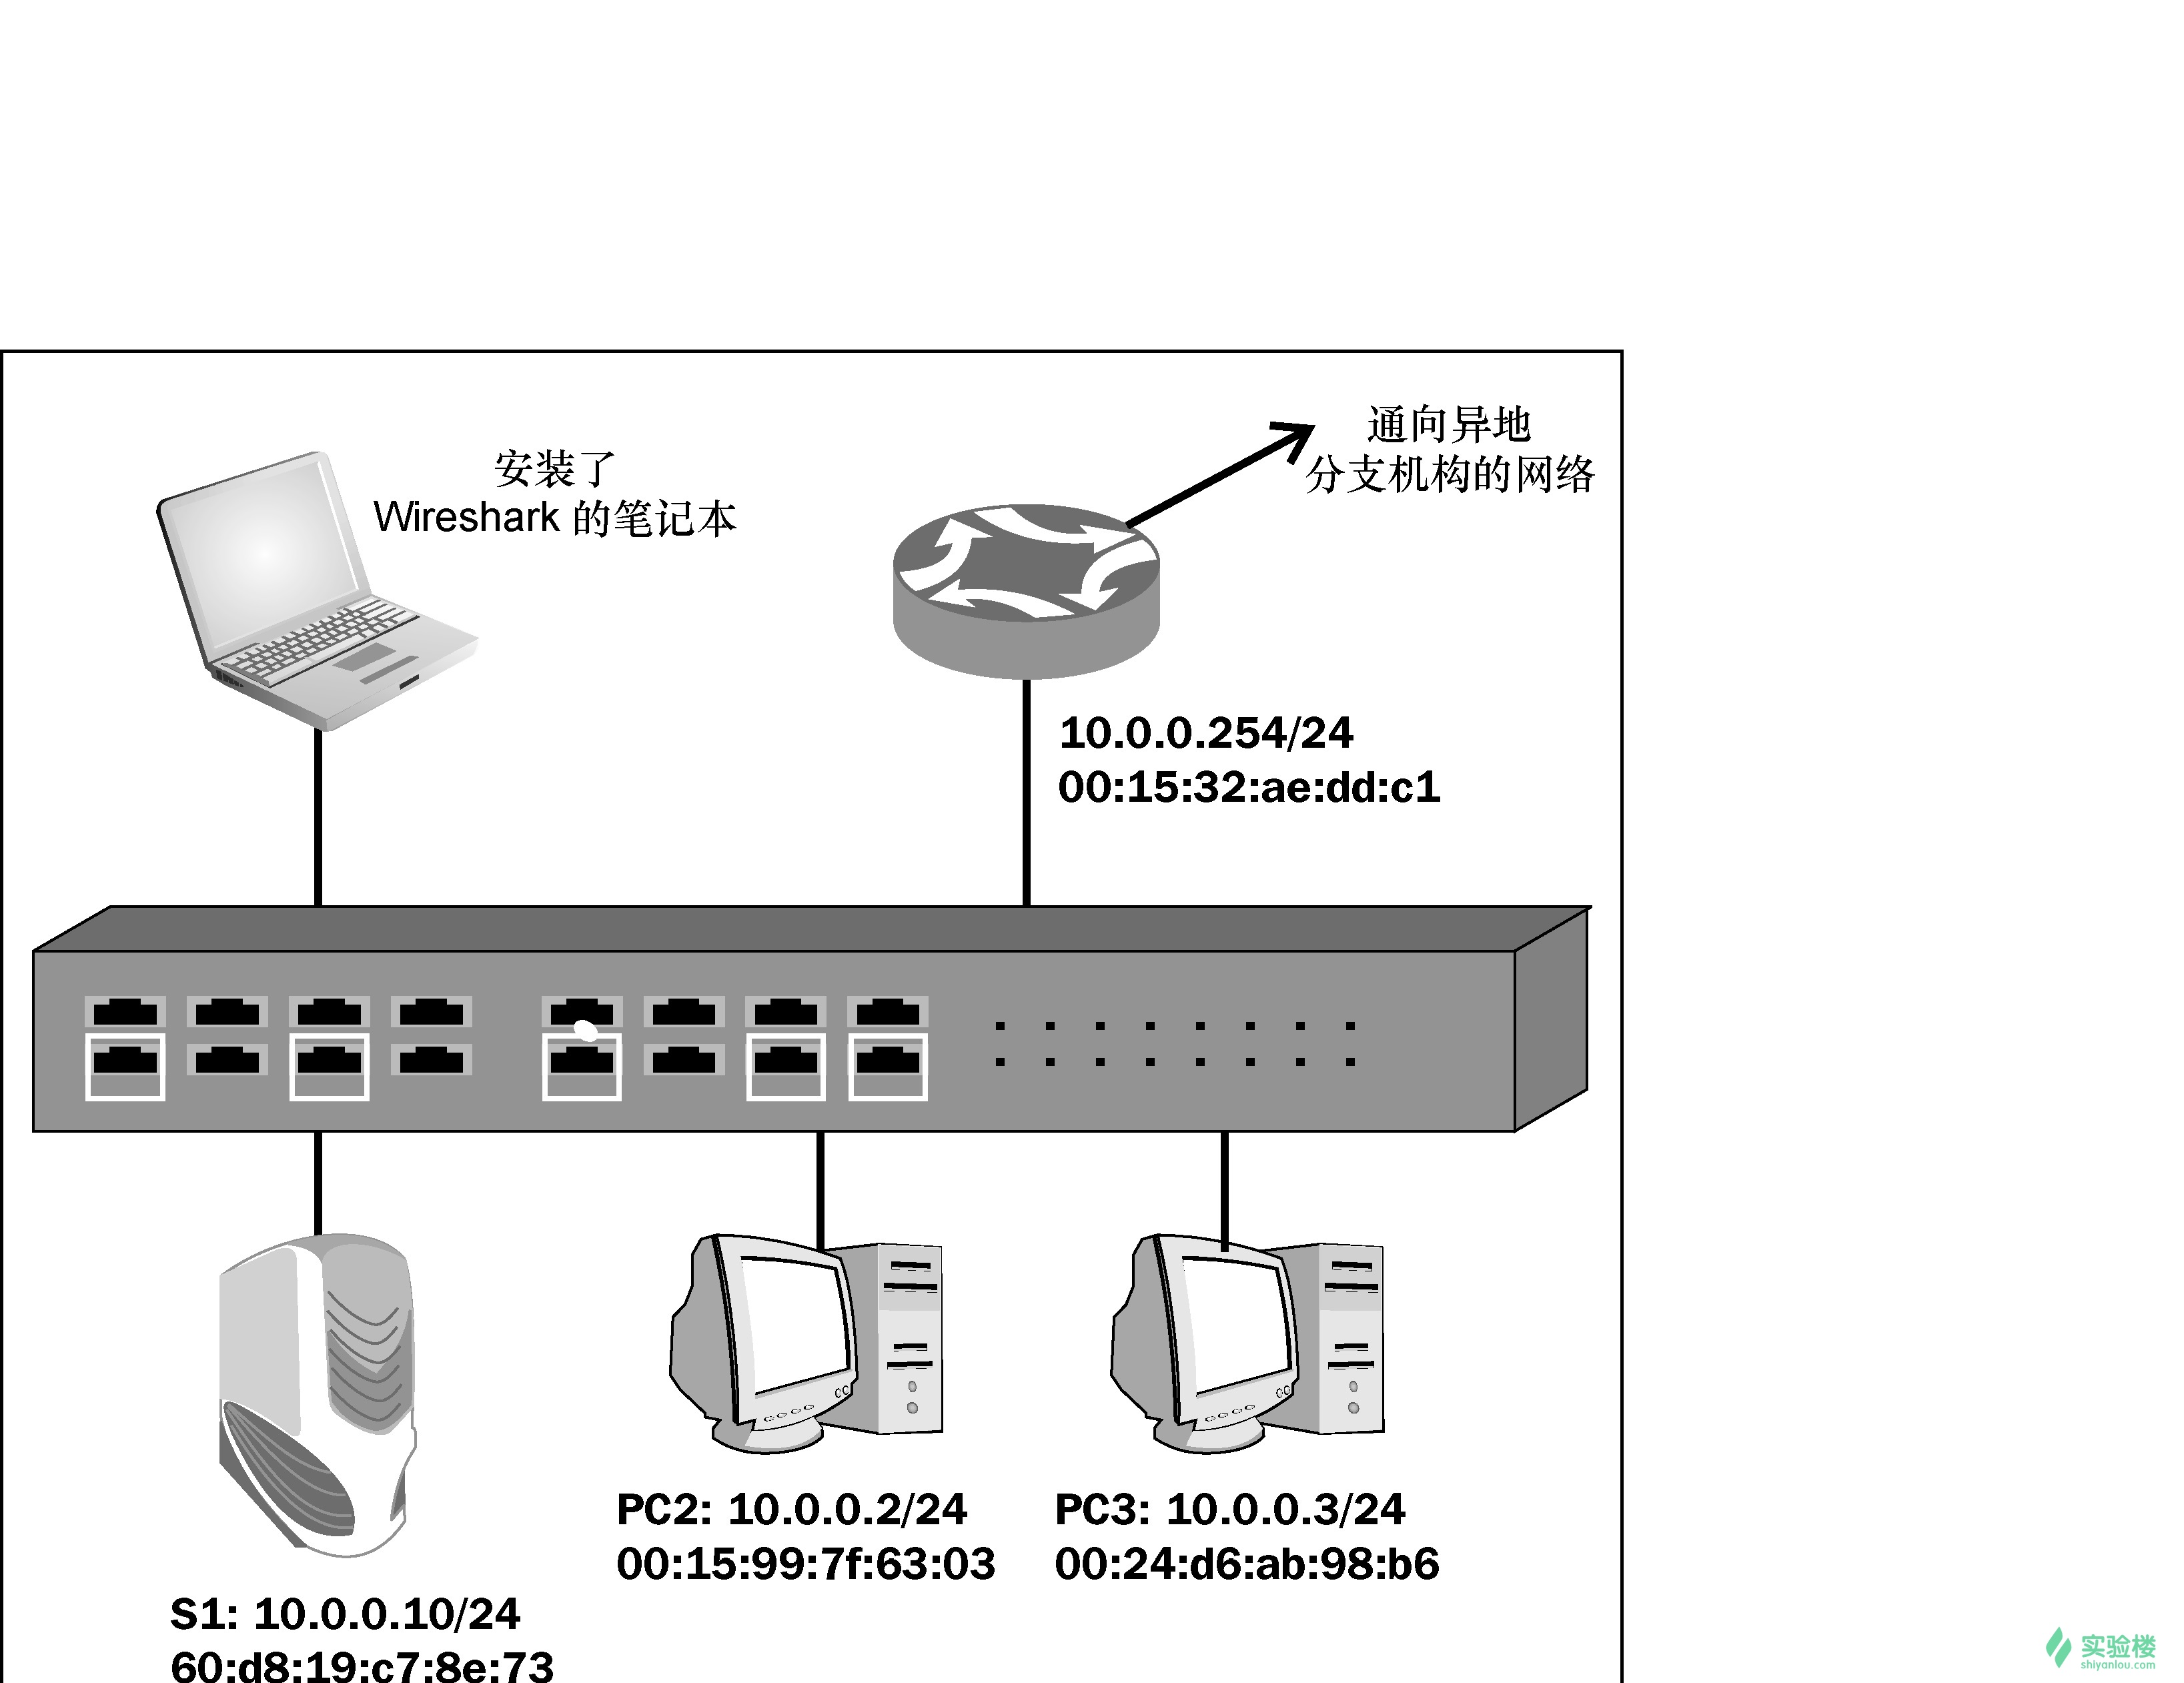 安装了
Wireshark 的笔记本
通向异地
分支机构的网络
10.0.0.254/24
00:15:32:ae:dd:c1
PC2: 10.0.0.2/24
00:15:99:7f:63:03
PC3: 10.0.0.3/24
00:24:d6:ab:98:b6
S1: 10.0.0.10/24
60:d8:19:c7:8e:73
实验楼
shiyanlou.com